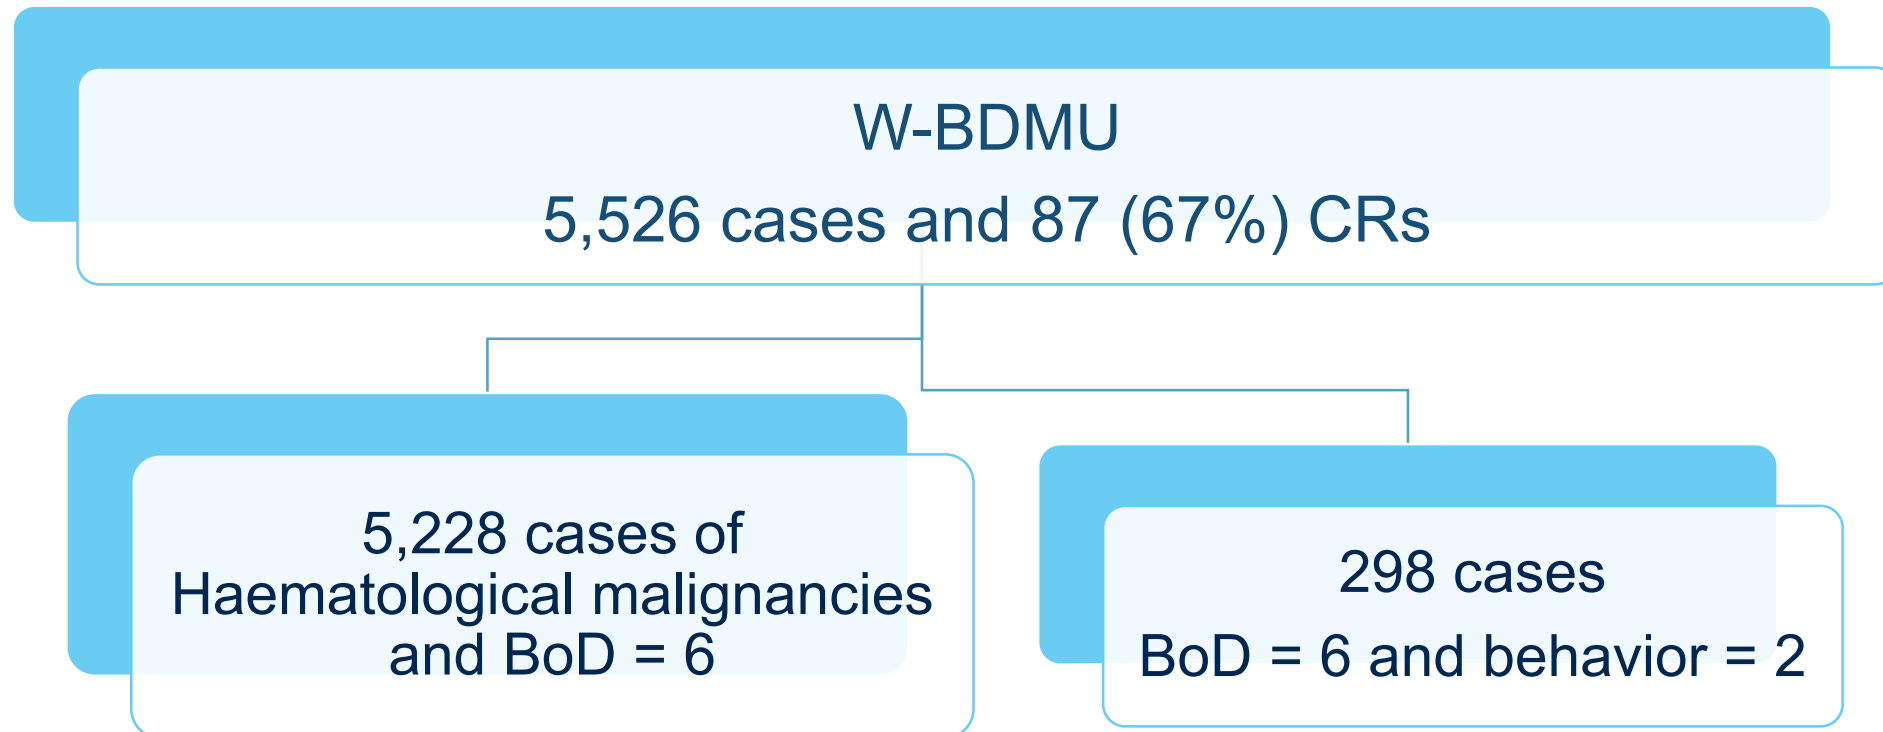 W-BDMU
5,526 cases and 87 (67%) CRs
5,228 cases of
Haematological malignancies
and BoD = 6
298 cases
BoD = 6 and behavior = 2